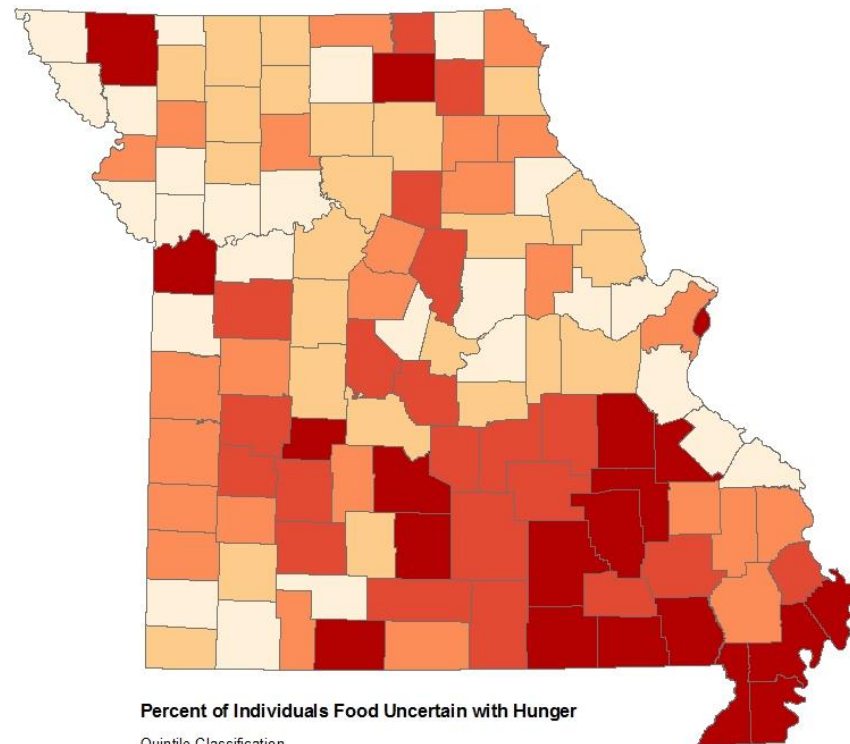 Percent of Individuals Food Uncertain with Hunger
Quintile Classification